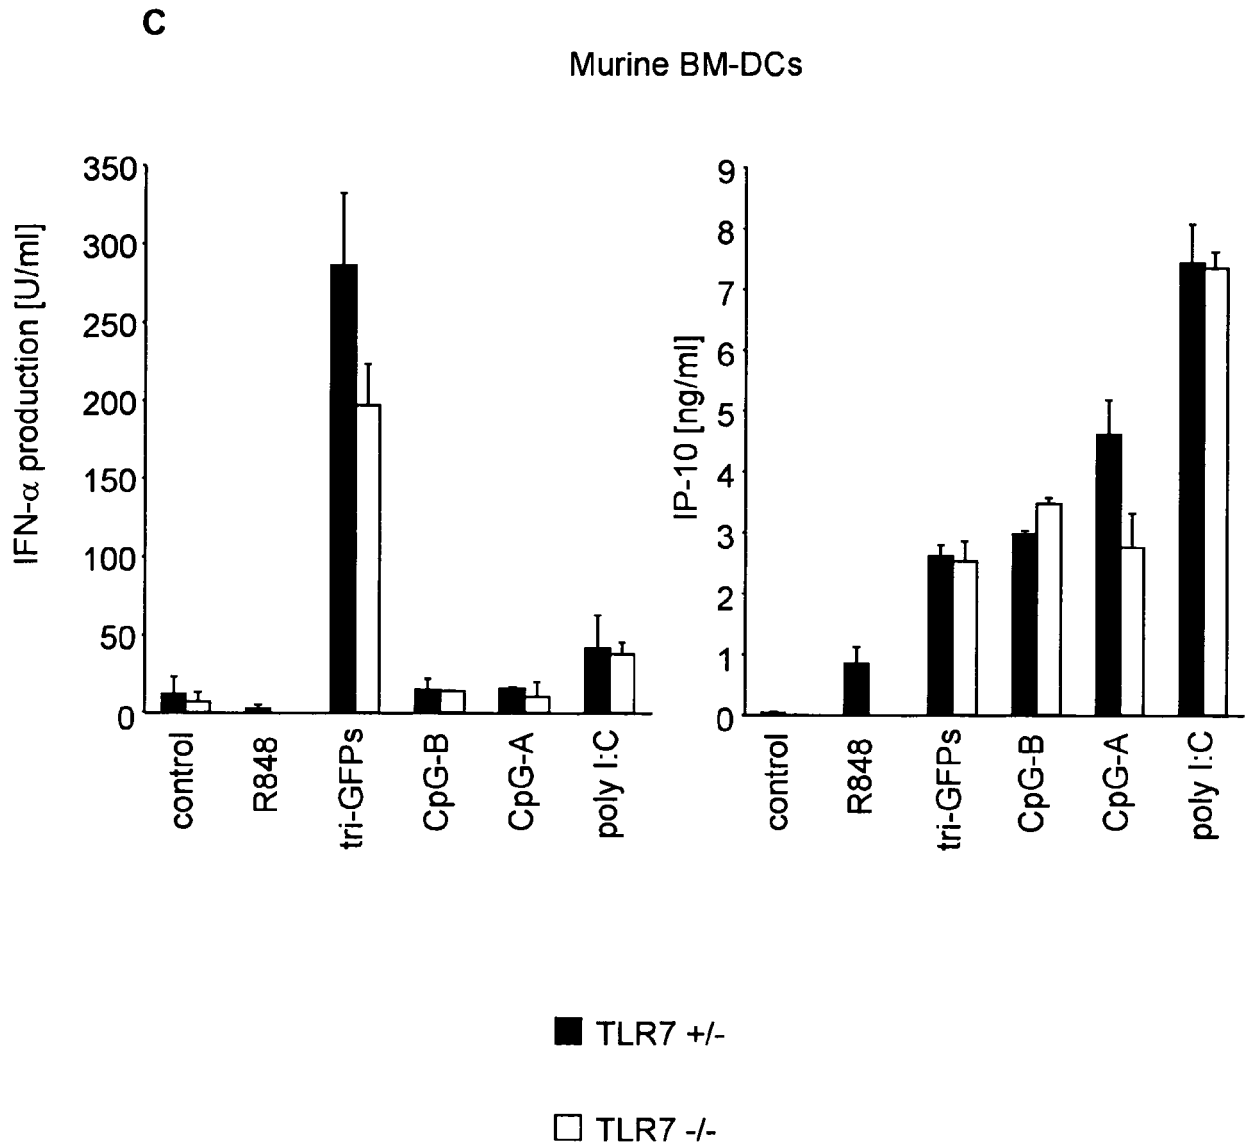 C
Murine BM-DCs
IFN-α production [U/ml]
350
300
250
200
150
100
50
0
control
R848
tri-GFPs
CpG-B
CpG-A
poly I:C
IP-10 [ng/ml]
9
8
7
6
5
4
3
2
1
0
control
R848
tri-GFPs
CpG-B
CpG-A
poly I:C
TLR7 +/-
TLR7 -/-